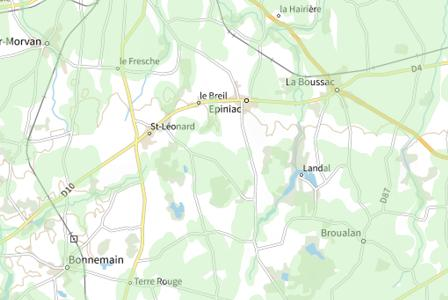 la Hairière
r-Morvan
le Fresche
D4
La Boussac
le Breil
Epiniac
St-Léonard
Landal
D10
D87
Broualan
Bonnemain
Terre Rouge